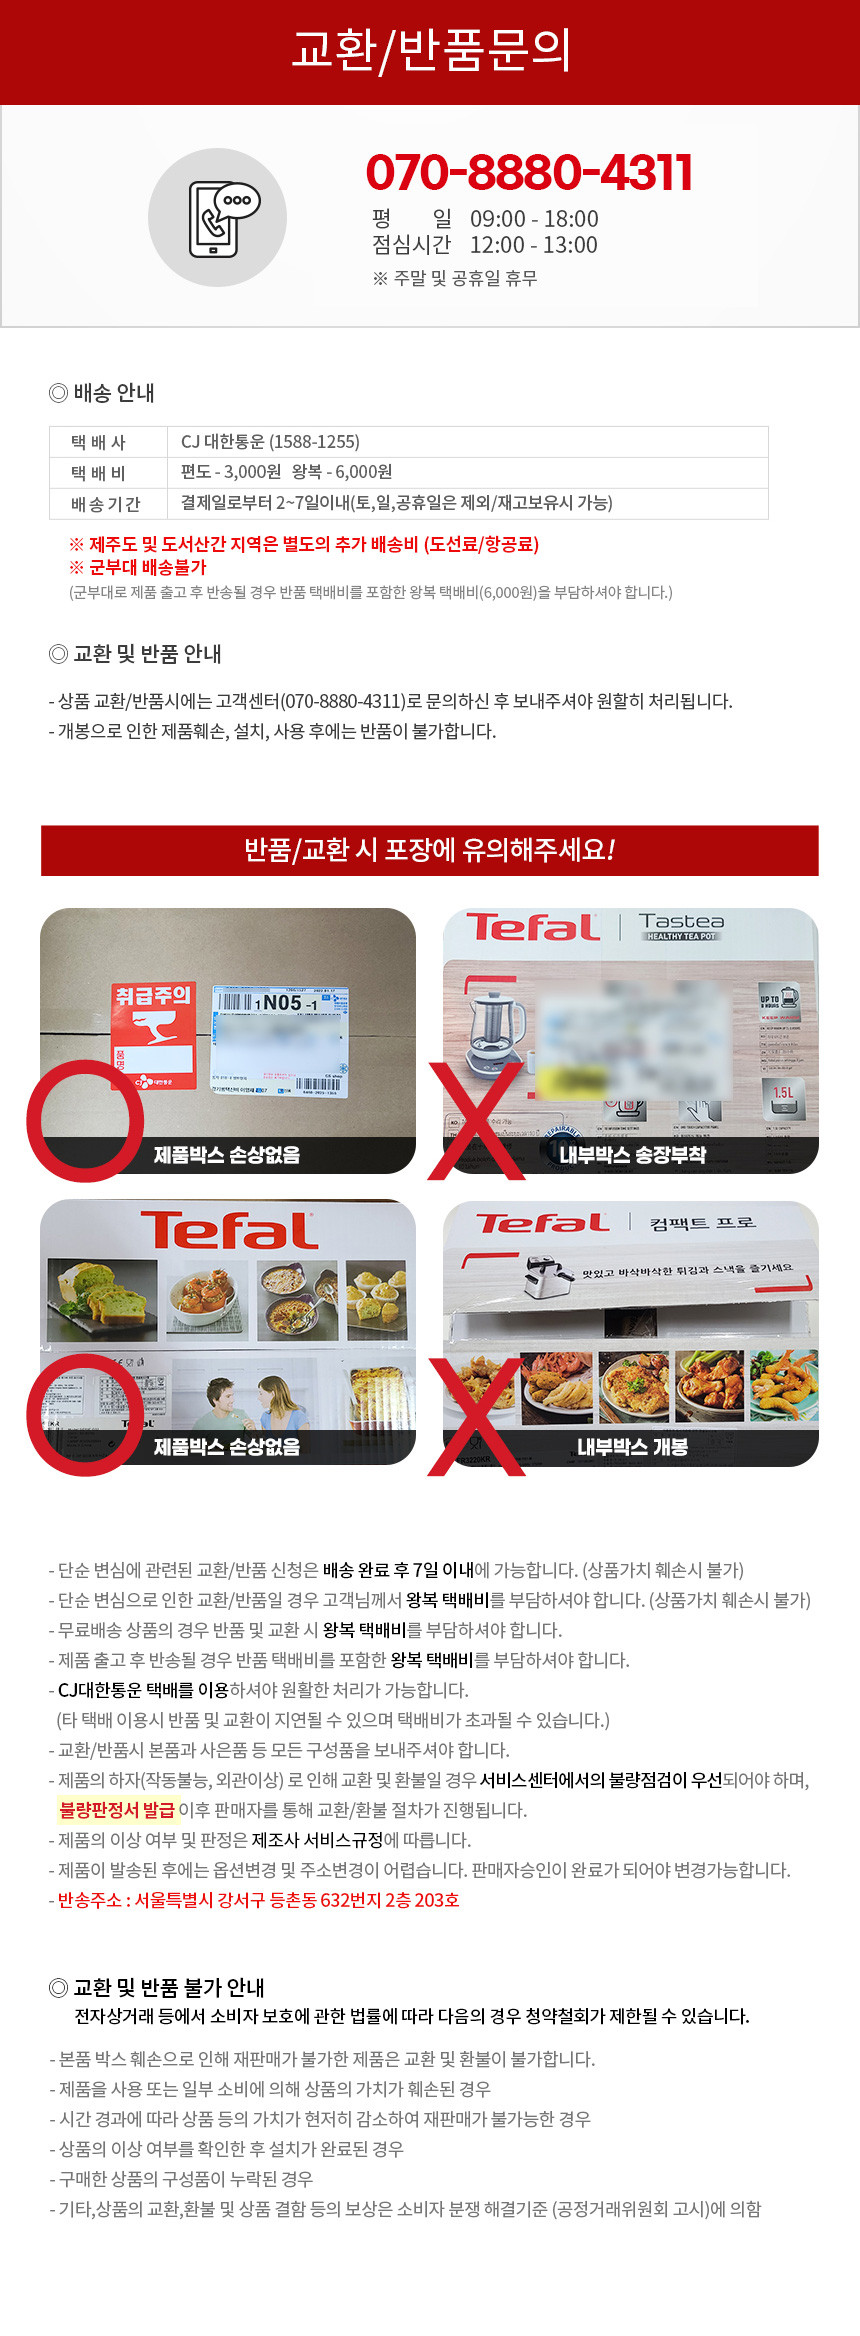 교환/반품문의
070-8880-4311
평 일 09:00 - 18:00
점심시간 12:00 - 13:00
※ 주말 및 공휴일 휴무
◎ 배송 안내
택 배 사 CJ 대한통운 (1588-1255)
택 배 비 편도 - 3,000원 왕복 - 6,000원
배송기간 결제일로부터 2~7일이내(토,일,공휴일은 제외/재고보유시 가능)
※ 제주도 및 도서산간 지역은 별도의 추가 배송비 (도선료/항공료)
※ 군부대 배송불가
(군부대로 제품 출고 후 반송될 경우 반품 택배비를 포함한 왕복 택배비(6,000원)을 부담하셔야 합니다.)
◎ 교환 및 반품 안내
- 상품 교환/반품시에는 고객센터(070-8880-4311)로 문의하신 후 보내주셔야 원할히 처리됩니다.
- 개봉으로 인한 제품훼손, 설치, 사용 후에는 반품이 불가합니다.
반품/교환 시 포장에 유의해주세요!
취급주의
1N05 -1
CJ대한통운
제품박스 손상없음
Tefal Tastea
HEALTHY TEA POT
UP TO
1.5L
내부박스 송장부착
Tefal
Tefal
제품박스 손상없음
Tefal 컴팩트 프로
맛있고 바삭바삭한 튀김과 스낵을 즐기세요
내부박스 개봉
- 단순 변심에 관련된 교환/반품 신청은 배송 완료 후 7일 이내에 가능합니다. (상품가치 훼손시 불가)
- 단순 변심으로 인한 교환/반품일 경우 고객님께서 왕복 택배비를 부담하셔야 합니다. (상품가치 훼손시 불가)
- 무료배송 상품의 경우 반품 및 교환 시 왕복 택배비를 부담하셔야 합니다.
- 제품 출고 후 반송될 경우 반품 택배비를 포함한 왕복 택배비를 부담하셔야 합니다.
- CJ대한통운 택배를 이용하셔야 원활한 처리가 가능합니다.
(타 택배 이용시 반품 및 교환이 지연될 수 있으며 택배비가 초과될 수 있습니다.)
- 교환/반품시 본품과 사은품 등 모든 구성품을 보내주셔야 합니다.
- 제품의 하자(작동불능, 외관이상) 로 인해 교환 및 환불일 경우 서비스센터에서의 불량점검이 우선되어야 하며,
불량판정서 발급 이후 판매자를 통해 교환/환불 절차가 진행됩니다.
- 제품의 이상 여부 및 판정은 제조사 서비스규정에 따릅니다.
- 제품이 발송된 후에는 옵션변경 및 주소변경이 어렵습니다. 판매자승인이 완료가 되어야 변경가능합니다.
- 반송주소 : 서울특별시 강서구 등촌동 632번지 2층 203호
◎ 교환 및 반품 불가 안내
전자상거래 등에서 소비자 보호에 관한 법률에 따라 다음의 경우 청약철회가 제한될 수 있습니다.
- 본품 박스 훼손으로 인해 재판매가 불가한 제품은 교환 및 환불이 불가합니다.
- 제품을 사용 또는 일부 소비에 의해 상품의 가치가 훼손된 경우
- 시간 경과에 따라 상품 등의 가치가 현저히 감소하여 재판매가 불가능한 경우
- 상품의 이상 여부를 확인한 후 설치가 완료된 경우
- 구매한 상품의 구성품이 누락된 경우
- 기타,상품의 교환,환불 및 상품 결함 등의 보상은 소비자 분쟁 해결기준 (공정거래위원회 고시)에 의함